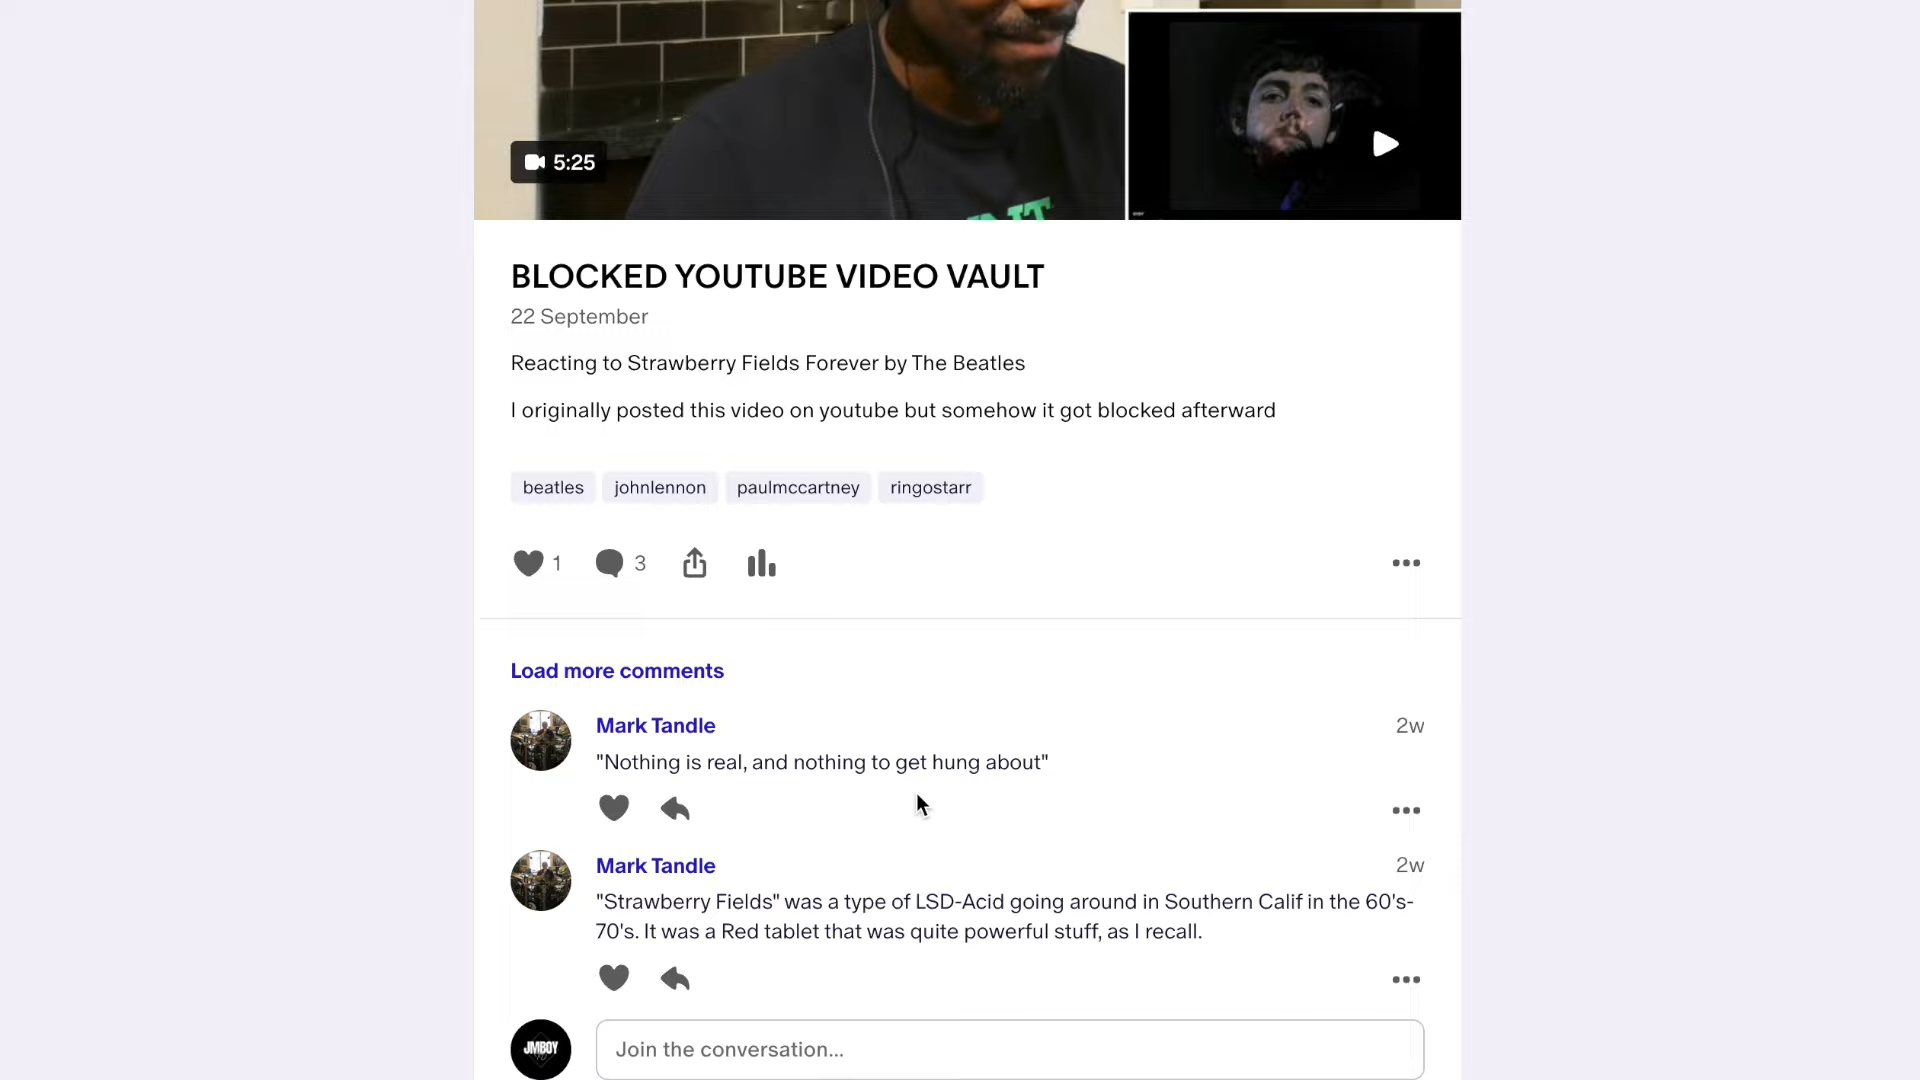 5:25
NT
BLOCKED YOUTUBE VIDEO VAULT
22 September
Reacting to Strawberry Fields Forever by The Beatles
I originally posted this video on youtube but somehow it got blocked afterward
beatles johnlennon paulmccartney ringostarr
1 3
Load more comments
Mark Tandle 2w
"Nothing is real, and nothing to get hung about"
Mark Tandle 2w
"Strawberry Fields" was a type of LSD-Acid going around in Southern Calif in the 60's-
70's. It was a Red tablet that was quite powerful stuff, as I recall.
JMBOY
Join the conversation...